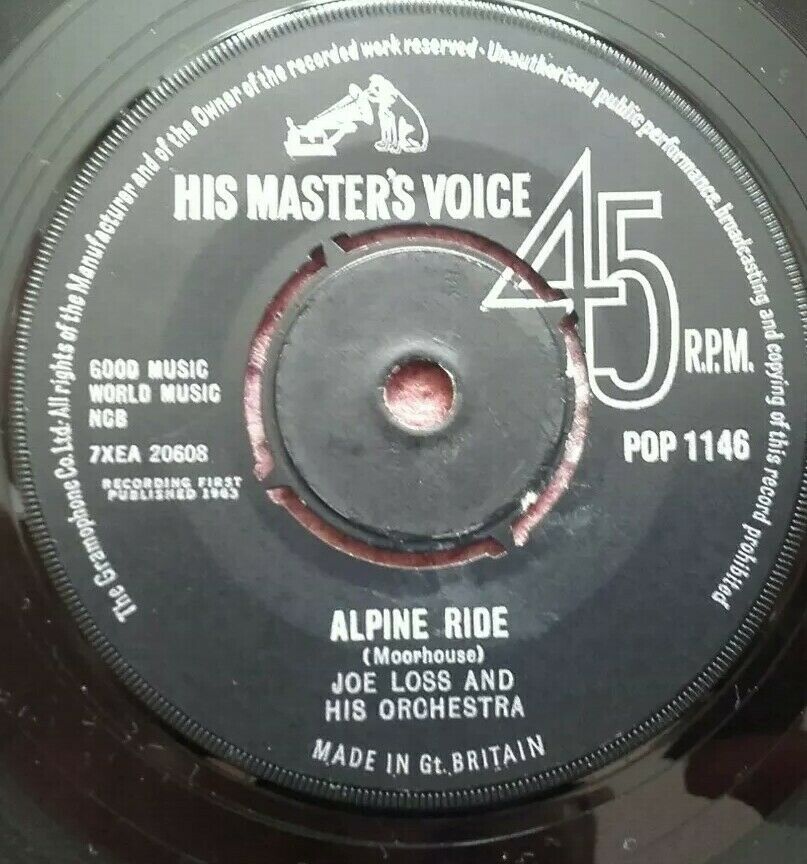 The Gramophone Co.Ltd·All rights of the Manufacturer and of the Owner of the recorded work reserved·Unauthorised public performance, broadcasting and copying of this record prohibited
HIS MASTER'S VOICE
45
R.P.M.
GOOD MUSIC
WORLD MUSIC
NCB
7XEA 20608
POP 1146
RECORDING FIRST
PUBLISHED 1963
ALPINE RIDE
(Moorhouse)
JOE LOSS AND
HIS ORCHESTRA
MADE IN Gt. BRITAIN